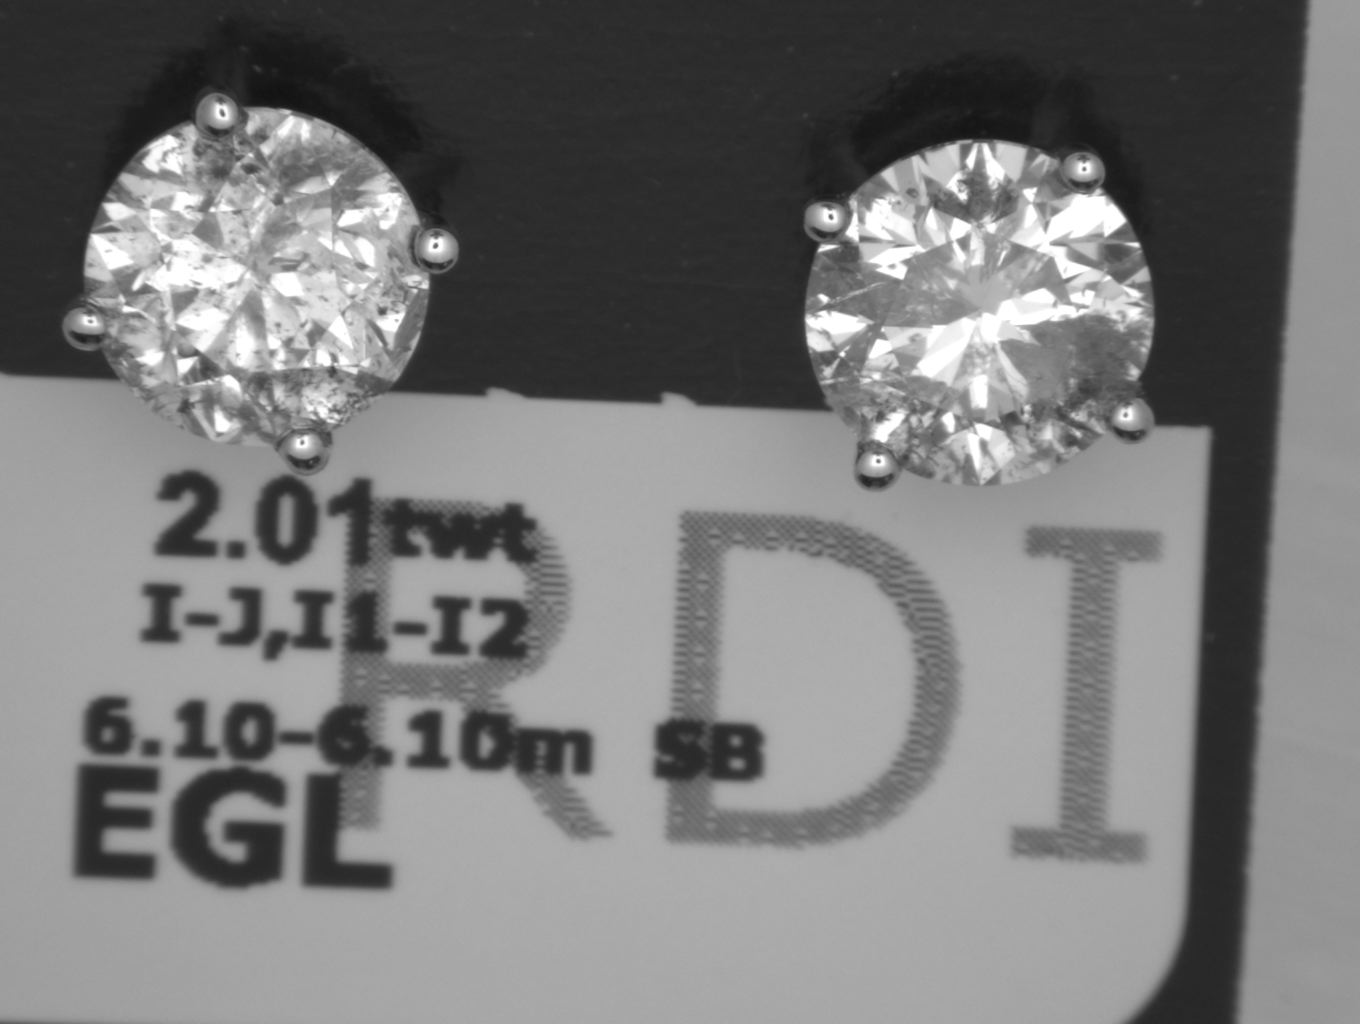 2.01twt
I-J,I1-I2
6.10-6.10m SB
EGL
RDI